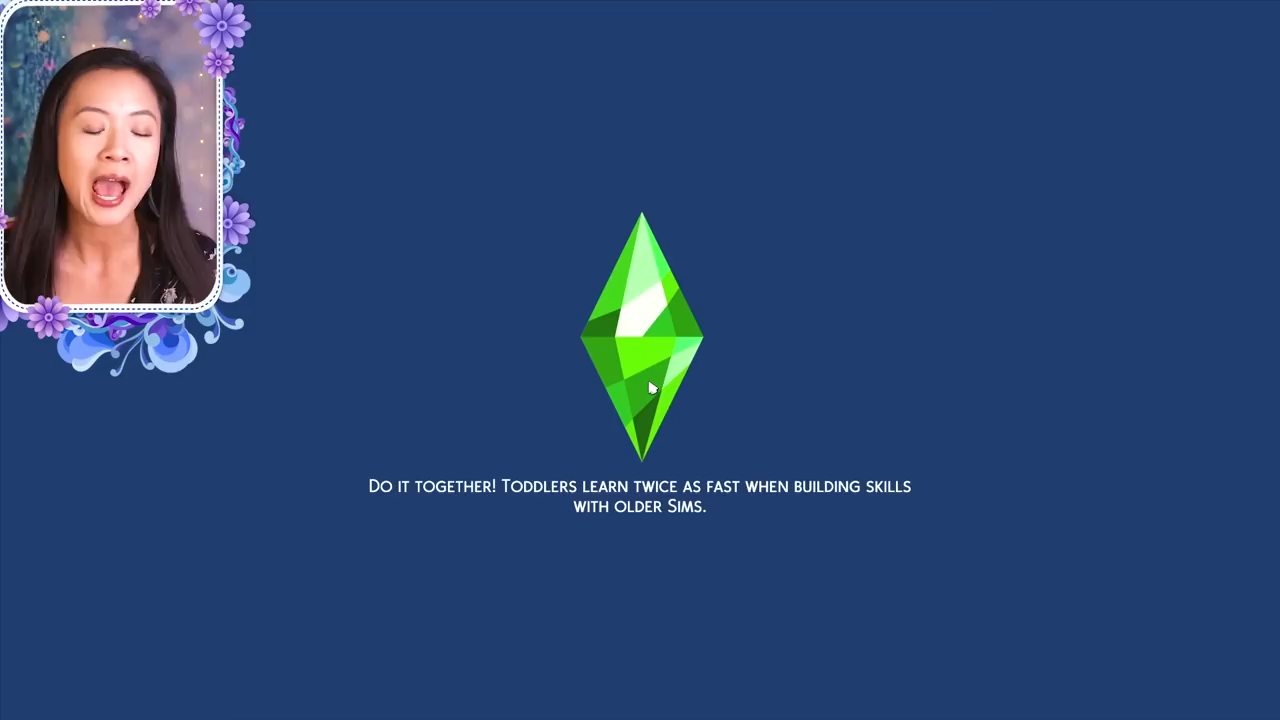 Do it together! Toddlers learn twice as fast when building skills
with older Sims.